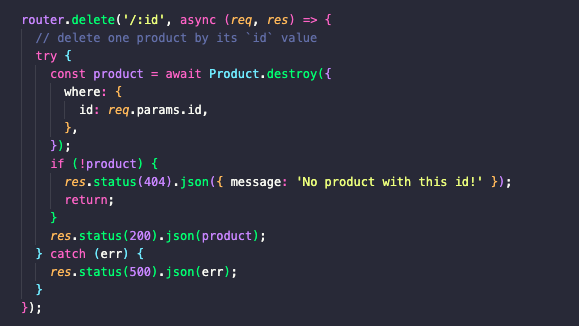 router.delete('/:id', async (req, res) => {
  // delete one product by its `id` value
  try {
    const product = await Product.destroy({
      where: {
        id: req.params.id,
      },
    });
    if (!product) {
      res.status(404).json({ message: 'No product with this id!' });
      return;
    }
    res.status(200).json(product);
  } catch (err) {
    res.status(500).json(err);
  }
});